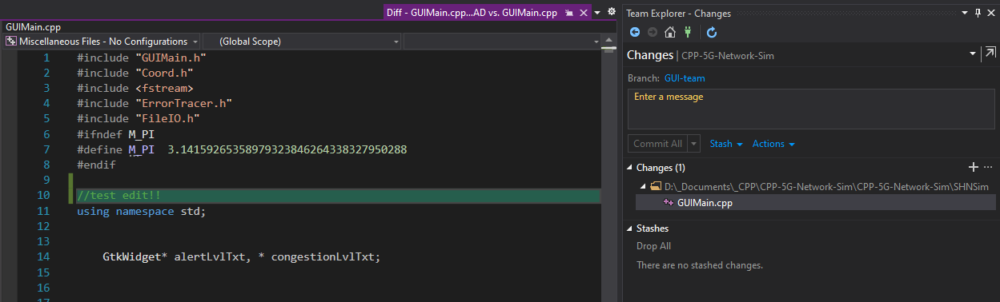 Diff - GUIMain.cpp...AD vs. GUIMain.cpp
GUIMain.cpp
Miscellaneous Files - No Configurations
(Global Scope)
1 #include "GUIMain.h"
2 #include "Coord.h"
3 #include <fstream>
4 #include "ErrorTracer.h"
5 #include "FileIO.h"
6 #ifndef M_PI
7 #define M_PI 3.14159265358979323846264338327950288
8 #endif
9
10 //test edit!!
11 using namespace std;
12
13
14 GtkWidget* alertLvlTxt, * congestionLvlTxt;
15
16
17
Team Explorer - Changes
Changes | CPP-5G-Network-Sim
Branch: GUI-team
Enter a message
Commit All
Stash
Actions
Changes (1)
D:\_Documents\_CPP\CPP-5G-Network-Sim\CPP-5G-Network-Sim\SHNSim
GUIMain.cpp
Stashes
Drop All
There are no stashed changes.